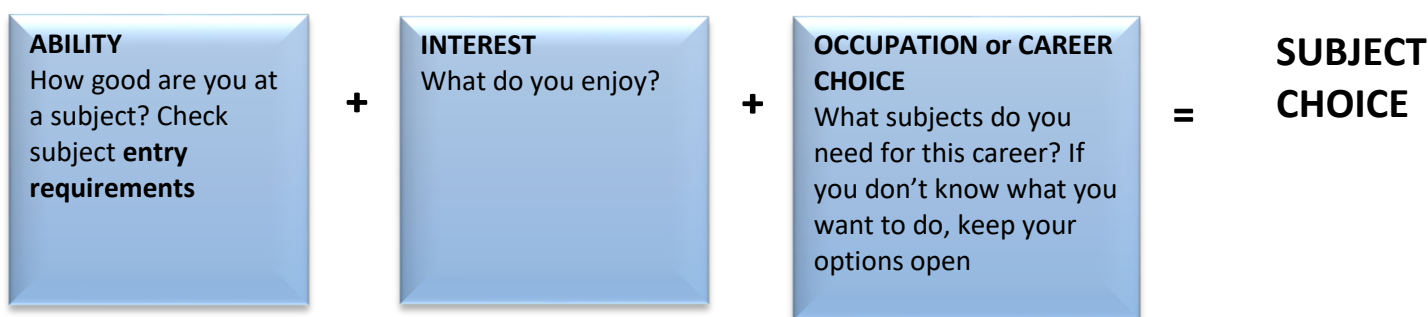 ABILITY
How good are you at
a subject? Check
subject entry
requirements
+
INTEREST
What do you enjoy?
+
OCCUPATION or CAREER
CHOICE
What subjects do you
need for this career? If
you don’t know what you
want to do, keep your
options open
=
SUBJECT
CHOICE